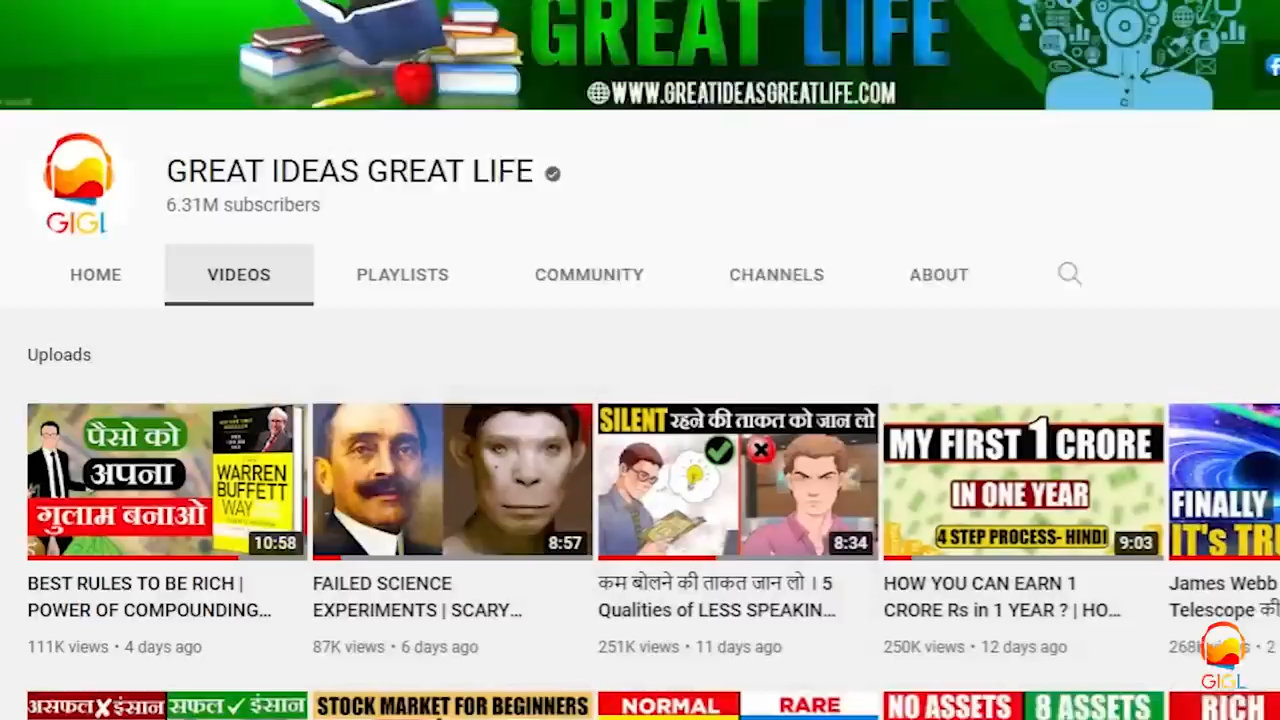 GREAT LIFE
WWW.GREATIDEASGREATLIFE.COM
GIGL
GREAT IDEAS GREAT LIFE
6.31M subscribers
HOME VIDEOS PLAYLISTS COMMUNITY CHANNELS ABOUT
Uploads
पैसो को
अपना
गुलाम बनाओ
WARREN
BUFFETT
WAY
10:58
8:57
SILENT रहने की ताकत को जान लो
8:34
MY FIRST 1 CRORE
IN ONE YEAR
4 STEP PROCESS- HINDI
9:03
FINALLY
IT'S TR
BEST RULES TO BE RICH |
POWER OF COMPOUNDING...
111K views • 4 days ago
FAILED SCIENCE
EXPERIMENTS | SCARY...
87K views • 6 days ago
कम बोलने की ताकत जान लो । 5
Qualities of LESS SPEAKIN...
251K views • 11 days ago
HOW YOU CAN EARN 1
CRORE Rs in 1 YEAR ? | HO...
250K views • 12 days ago
James Webb
Telescope की
268K
GIGL
असफल इंसान सफल इंसान
STOCK MARKET FOR BEGINNERS
NORMAL RARE
NO ASSETS 8 ASSETS
RICH